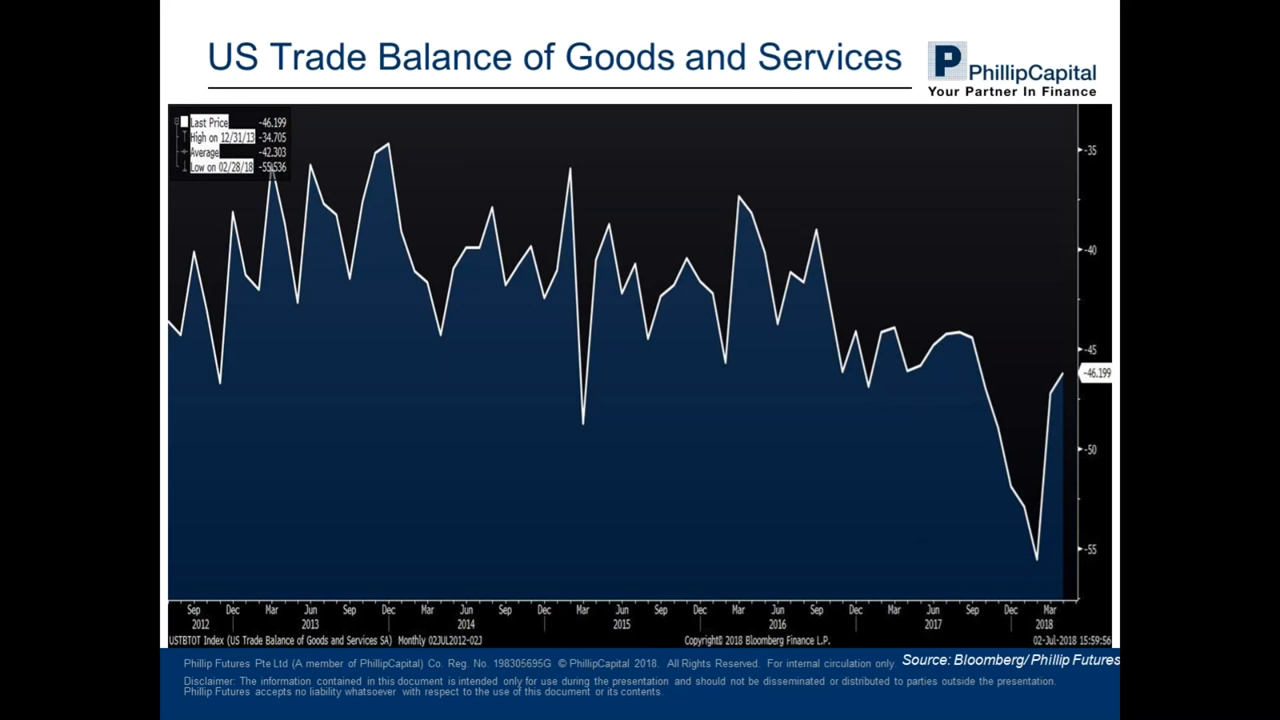 US Trade Balance of Goods and Services
P PhillipCapital
Your Partner In Finance
Last Price -46.199
High on 12/31/13 -34.705
Average -42.303
Low on 02/28/18 -55.536
-35
-40
-45
-46.199
-50
-55
Sep Dec Mar Jun Sep Dec Mar Jun Sep Dec Mar Jun Sep Dec Mar Jun Sep Dec Mar Jun Sep Dec Mar
2012 2013 2014 2015 2016 2017 2018
USTBTOT Index (US Trade Balance of Goods and Services SA) Monthly 02JUL2012-02J Copyright© 2018 Bloomberg Finance L.P. 02-Jul-2018 15:59:56
Phillip Futures Pte Ltd (A member of PhillipCapital) Co. Reg. No. 198305695G © PhillipCapital 2018. All Rights Reserved. For internal circulation only. Source: Bloomberg/ Phillip Futures
Disclaimer: The information contained in this document is intended only for use during the presentation and should not be disseminated or distributed to parties outside the presentation.
Phillip Futures accepts no liability whatsoever with respect to the use of this document or its contents.